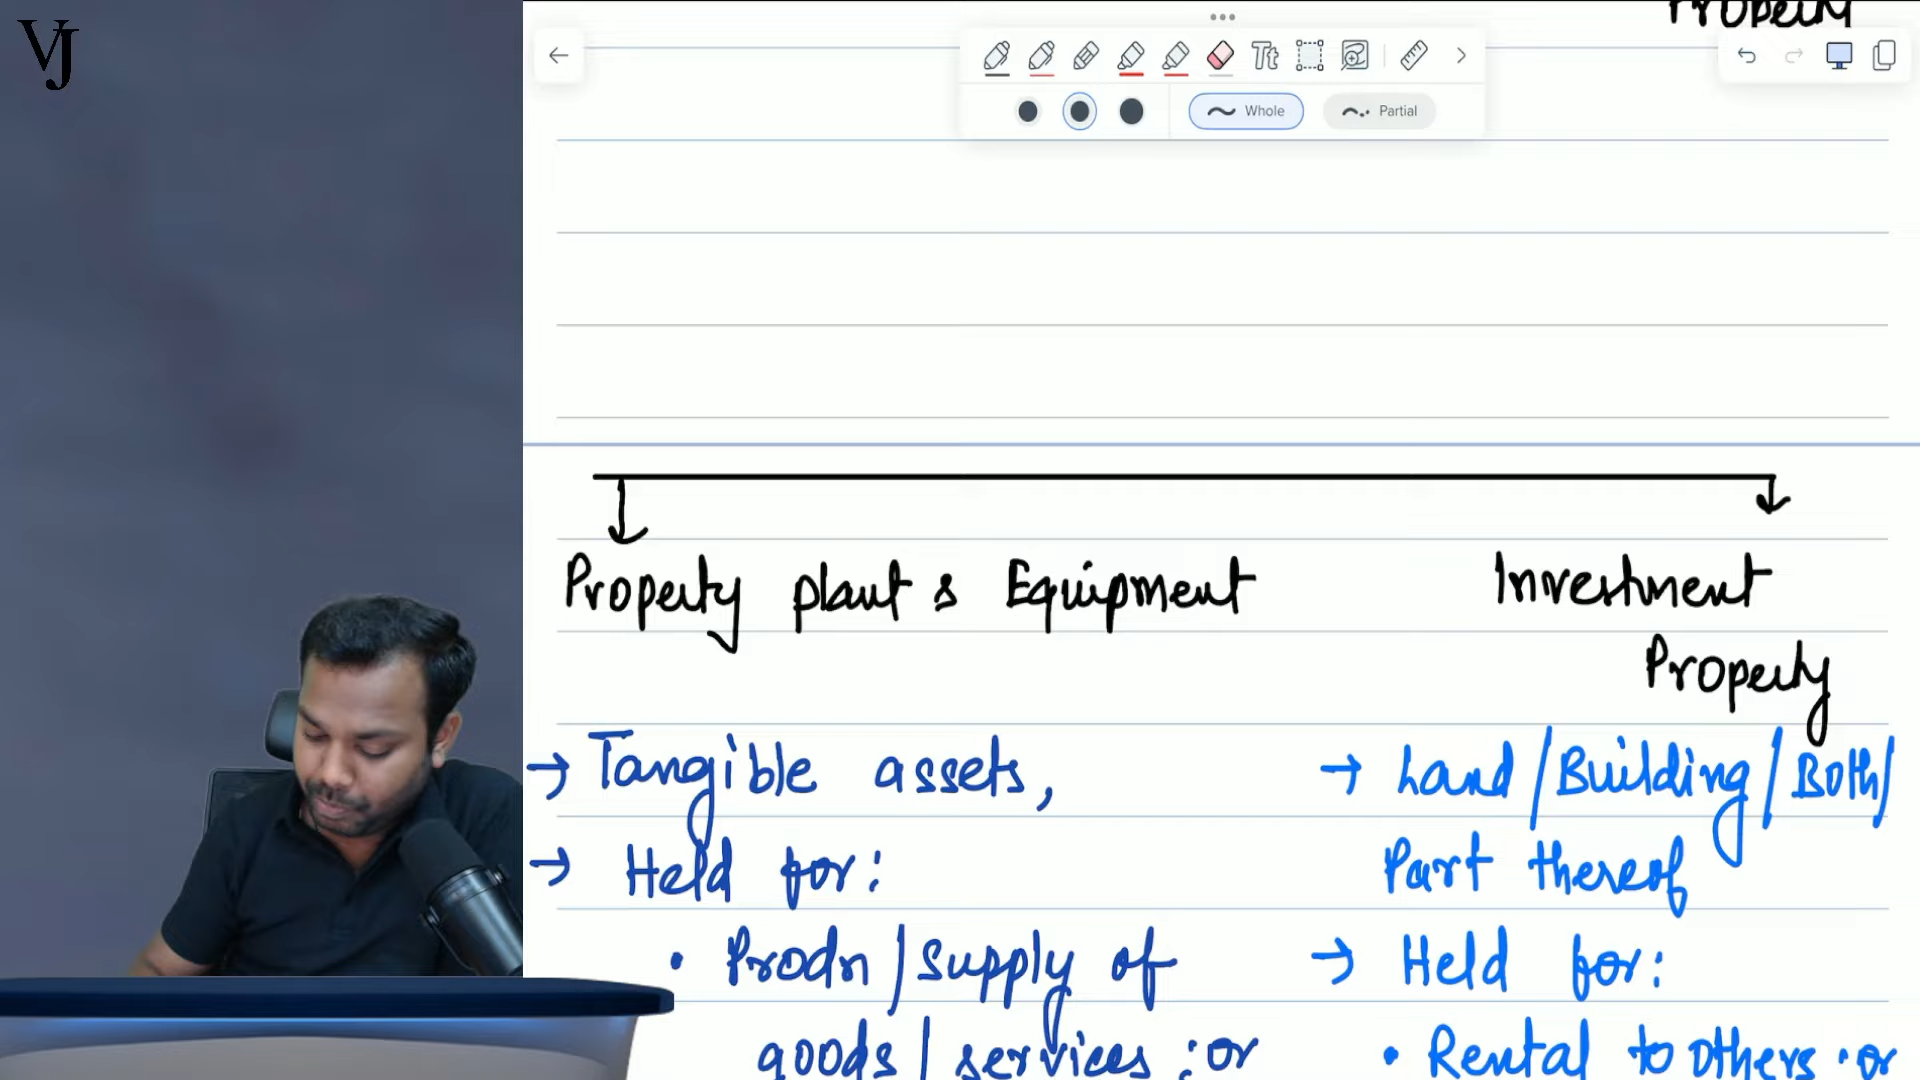 VJ
Property
Tt
Whole
Partial
Property plant & Equipment
Investment
Property
→ Tangible assets,
→ Land/Building/Both/
→ Held for:
Part thereof
• Prodn/supply of
→ Held for:
goods/services; or
• Rental to others; or